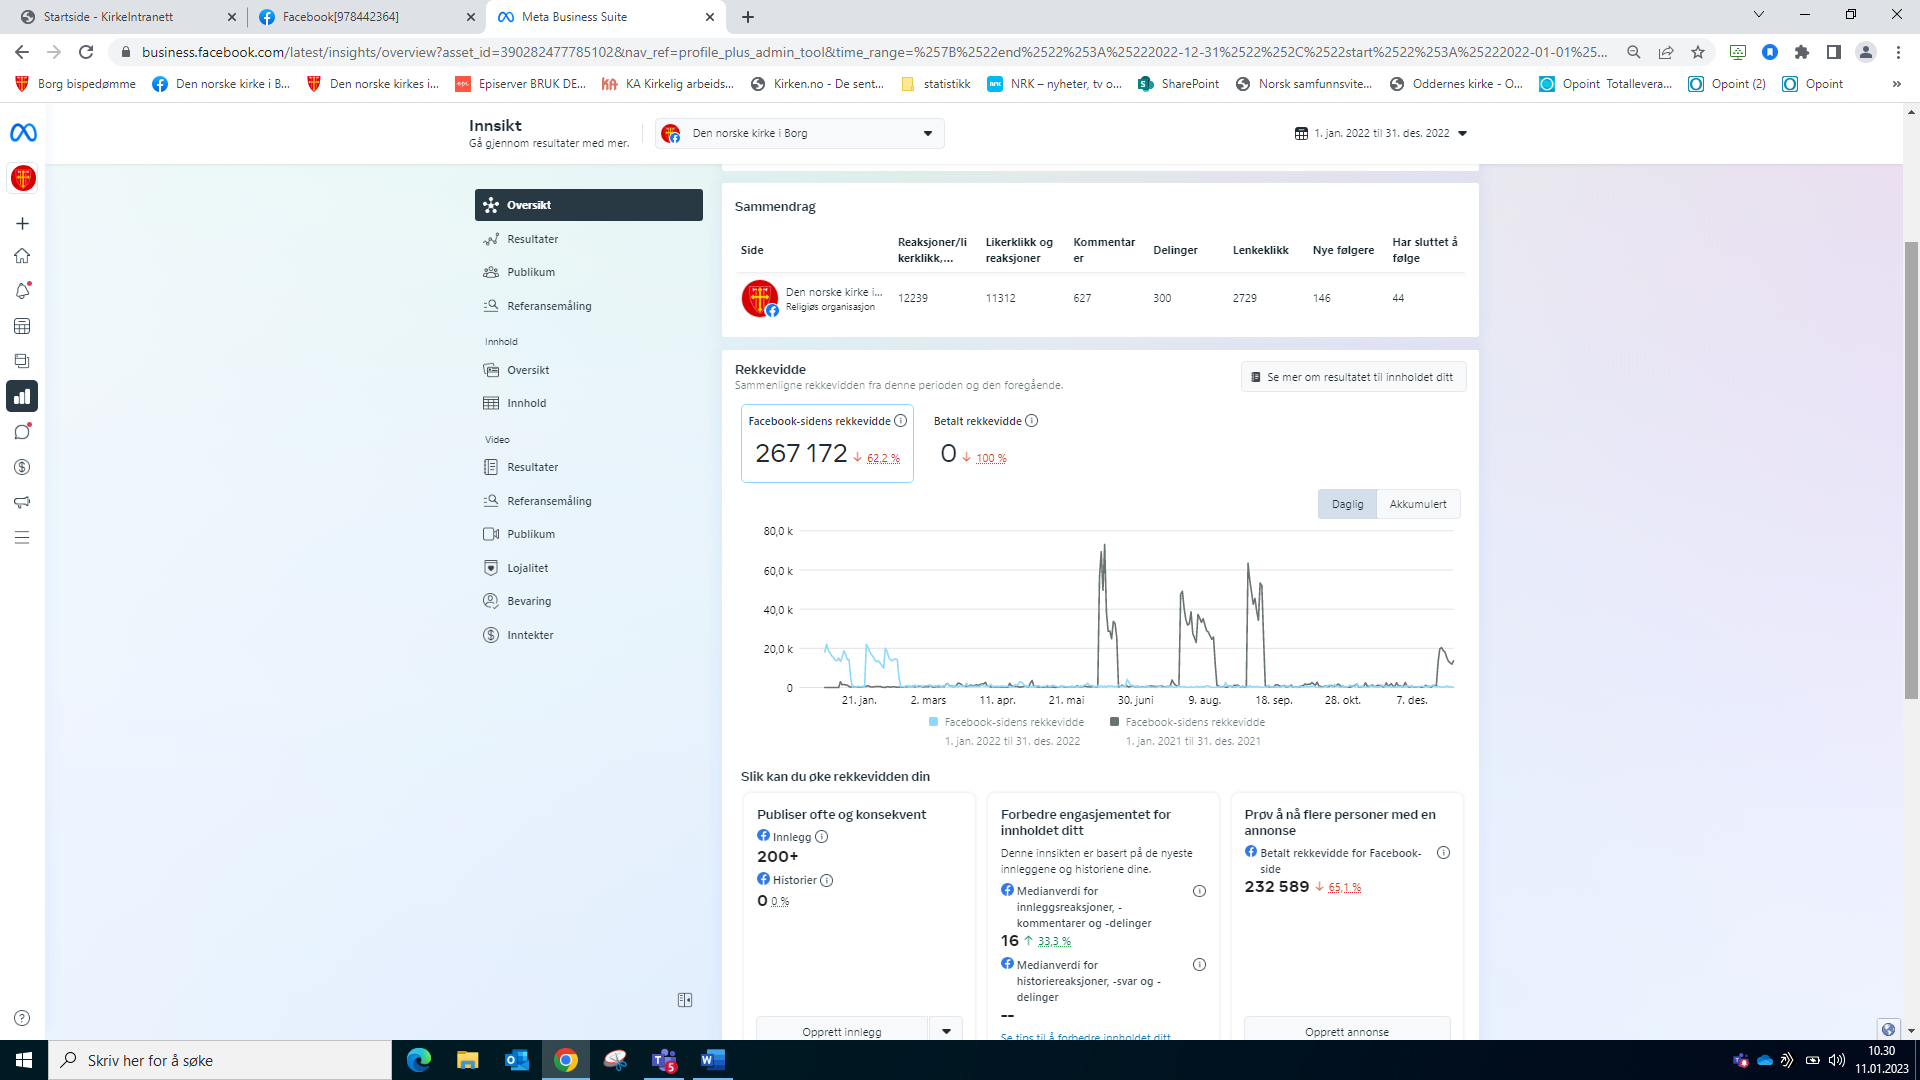 Startside - KirkeIntranett
Facebook[978442364]
Meta Business Suite
business.facebook.com/latest/insights/overview?asset_id=390282477785102&nav_ref=profile_plus_admin_tool&time_range=%257B%2522end%2522%253A%25222022-12-31%2522%252C%2522start%2522%253A%25222022-01-01%25...
Borg bispedømme
Den norske kirke i B...
Den norske kirkes i...
Episerver BRUK DE...
KA Kirkelig arbeids...
Kirken.no - De sent...
statistikk
NRK – nyheter, tv o...
SharePoint
Norsk samfunnsvite...
Oddernes kirke - O...
Opoint Totallevera...
Opoint (2)
Opoint
»
Innsikt
Gå gjennom resultater med mer.
Den norske kirke i Borg
1. jan. 2022 til 31. des. 2022
Oversikt
Resultater
Publikum
Referansemåling
Innhold
Oversikt
Innhold
Video
Resultater
Referansemåling
Publikum
Lojalitet
Bevaring
Inntekter
Sammendrag
Side
Reaksjoner/li
kerklikk,...
Likerklikk og
reaksjoner
Kommentar
er
Delinger
Lenkeklikk
Nye følgere
Har sluttet å
følge
Den norske kirke i...
Religiøs organisasjon
12239 11312 627 300 2729 146 44
Rekkevidde
Sammenligne rekkevidden fra denne perioden og den foregående.
Se mer om resultatet til innholdet ditt
Facebook-sidens rekkevidde
267 172 ↓ 62,2 %
Betalt rekkevidde
0 ↓ 100 %
Daglig
Akkumulert
80,0 k
60,0 k
40,0 k
20,0 k
0
21. jan. 2. mars 11. apr. 21. mai 30. juni 9. aug. 18. sep. 28. okt. 7. des.
Facebook-sidens rekkevidde
1. jan. 2022 til 31. des. 2022
Facebook-sidens rekkevidde
1. jan. 2021 til 31. des. 2021
Slik kan du øke rekkevidden din
Publiser ofte og konsekvent
Innlegg
200+
Historier
0 0 %
Opprett innlegg
Forbedre engasjementet for
innholdet ditt
Denne innsikten er basert på de nyeste
innleggene og historiene dine.
Medianverdi for
innleggsreaksjoner, -
kommentarer og -delinger
16 ↑ 33,3 %
Medianverdi for
historiereaksjoner, -svar og -
delinger
--
Se tips til å forbedre innholdet ditt
Prøv å nå flere personer med en
annonse
Betalt rekkevidde for Facebook-
side
232 589 ↓ 65,1 %
Opprett annonse
Skriv her for å søke
5
10.30
11.01.2023